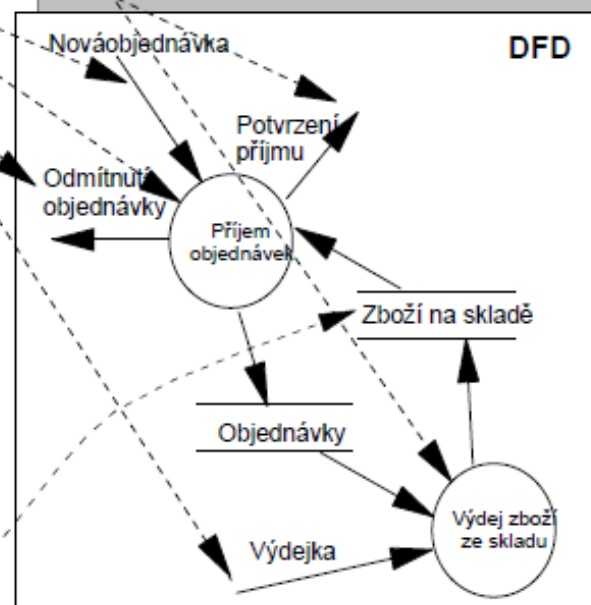 DFD
Nováobjednávka
Potvrzení
příjmu
Odmítnutí
objednávky
Příjem
objednávek
Zboží na skladě
Objednávky
Výdej zboží
ze skladu
Výdejka